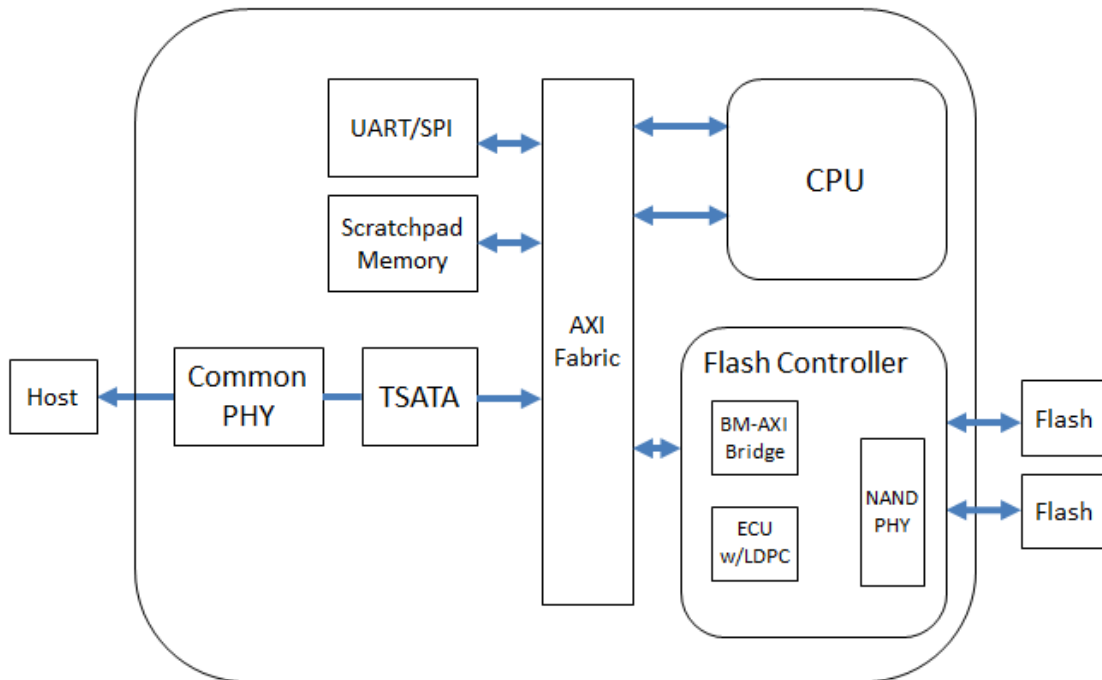 UART/SPI
Scratchpad
Memory
Host
Common
PHY
TSATA
AXI
Fabric
CPU
Flash Controller
BM-AXI
Bridge
ECU
w/LDPC
NAND
PHY
Flash
Flash